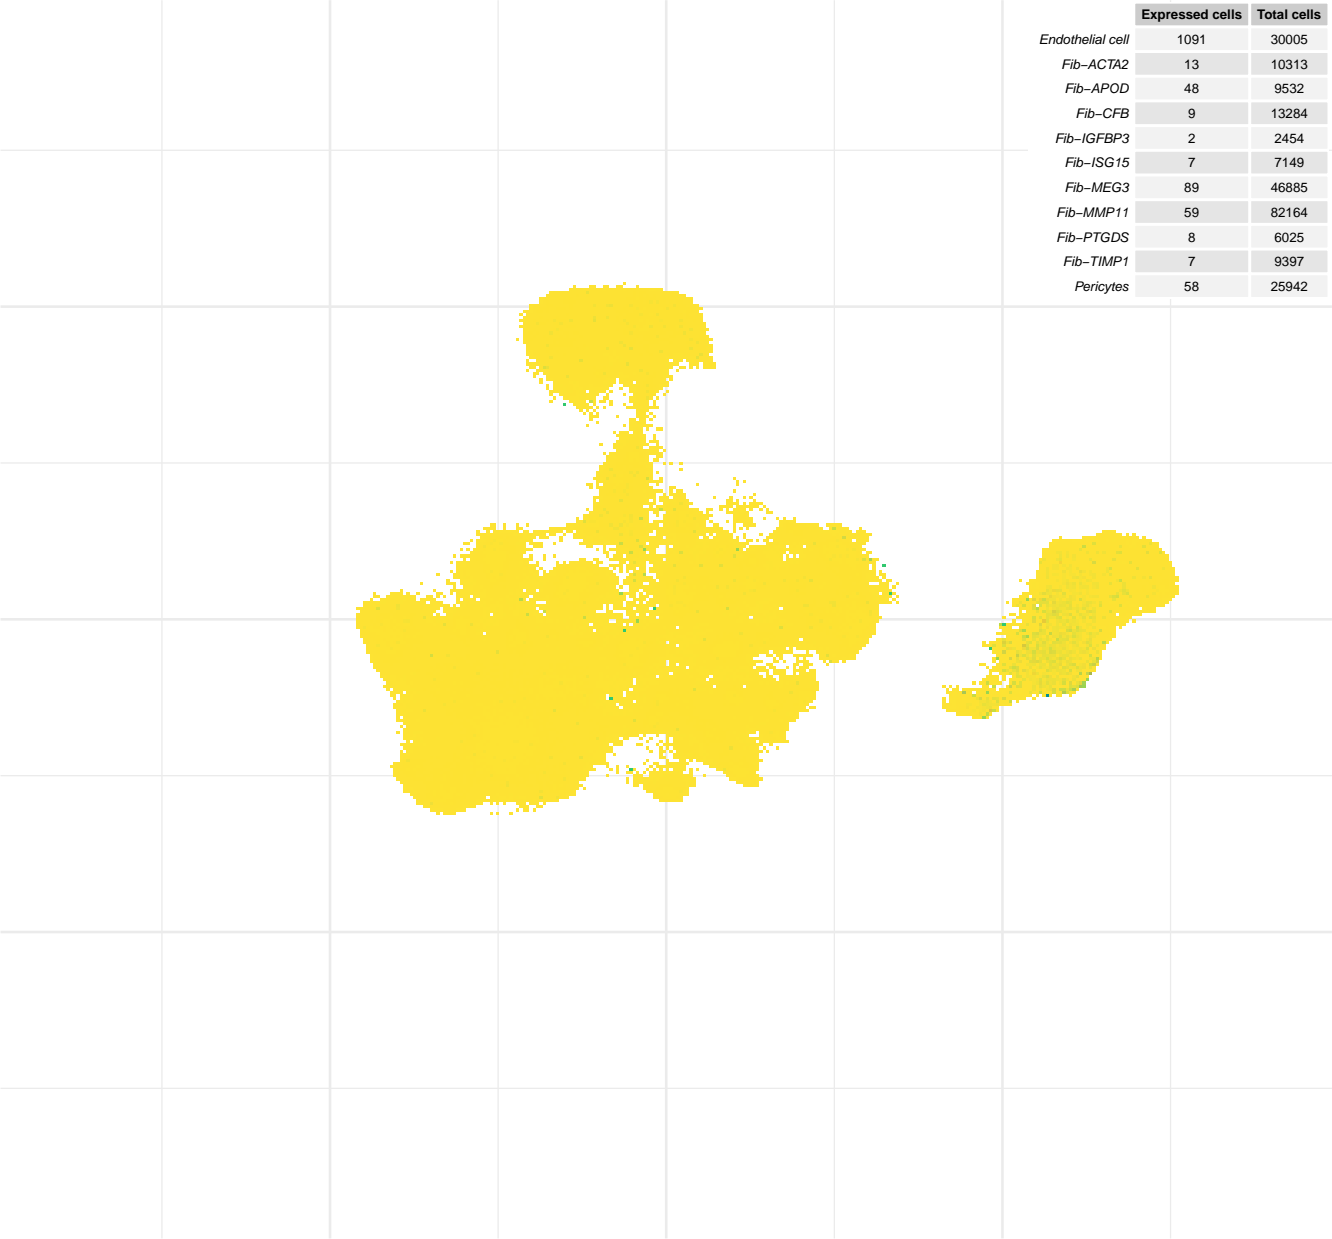 Expressed cells Total cells
Endothelial cell 1091 30005
Fib−ACTA2 13 10313
Fib−APOD 48 9532
Fib−CFB 9 13284
Fib−IGFBP3 2 2454
Fib−ISG15 7 7149
Fib−MEG3 89 46885
Fib−MMP11 59 82164
Fib−PTGDS 8 6025
Fib−TIMP1 7 9397
Pericytes 58 25942